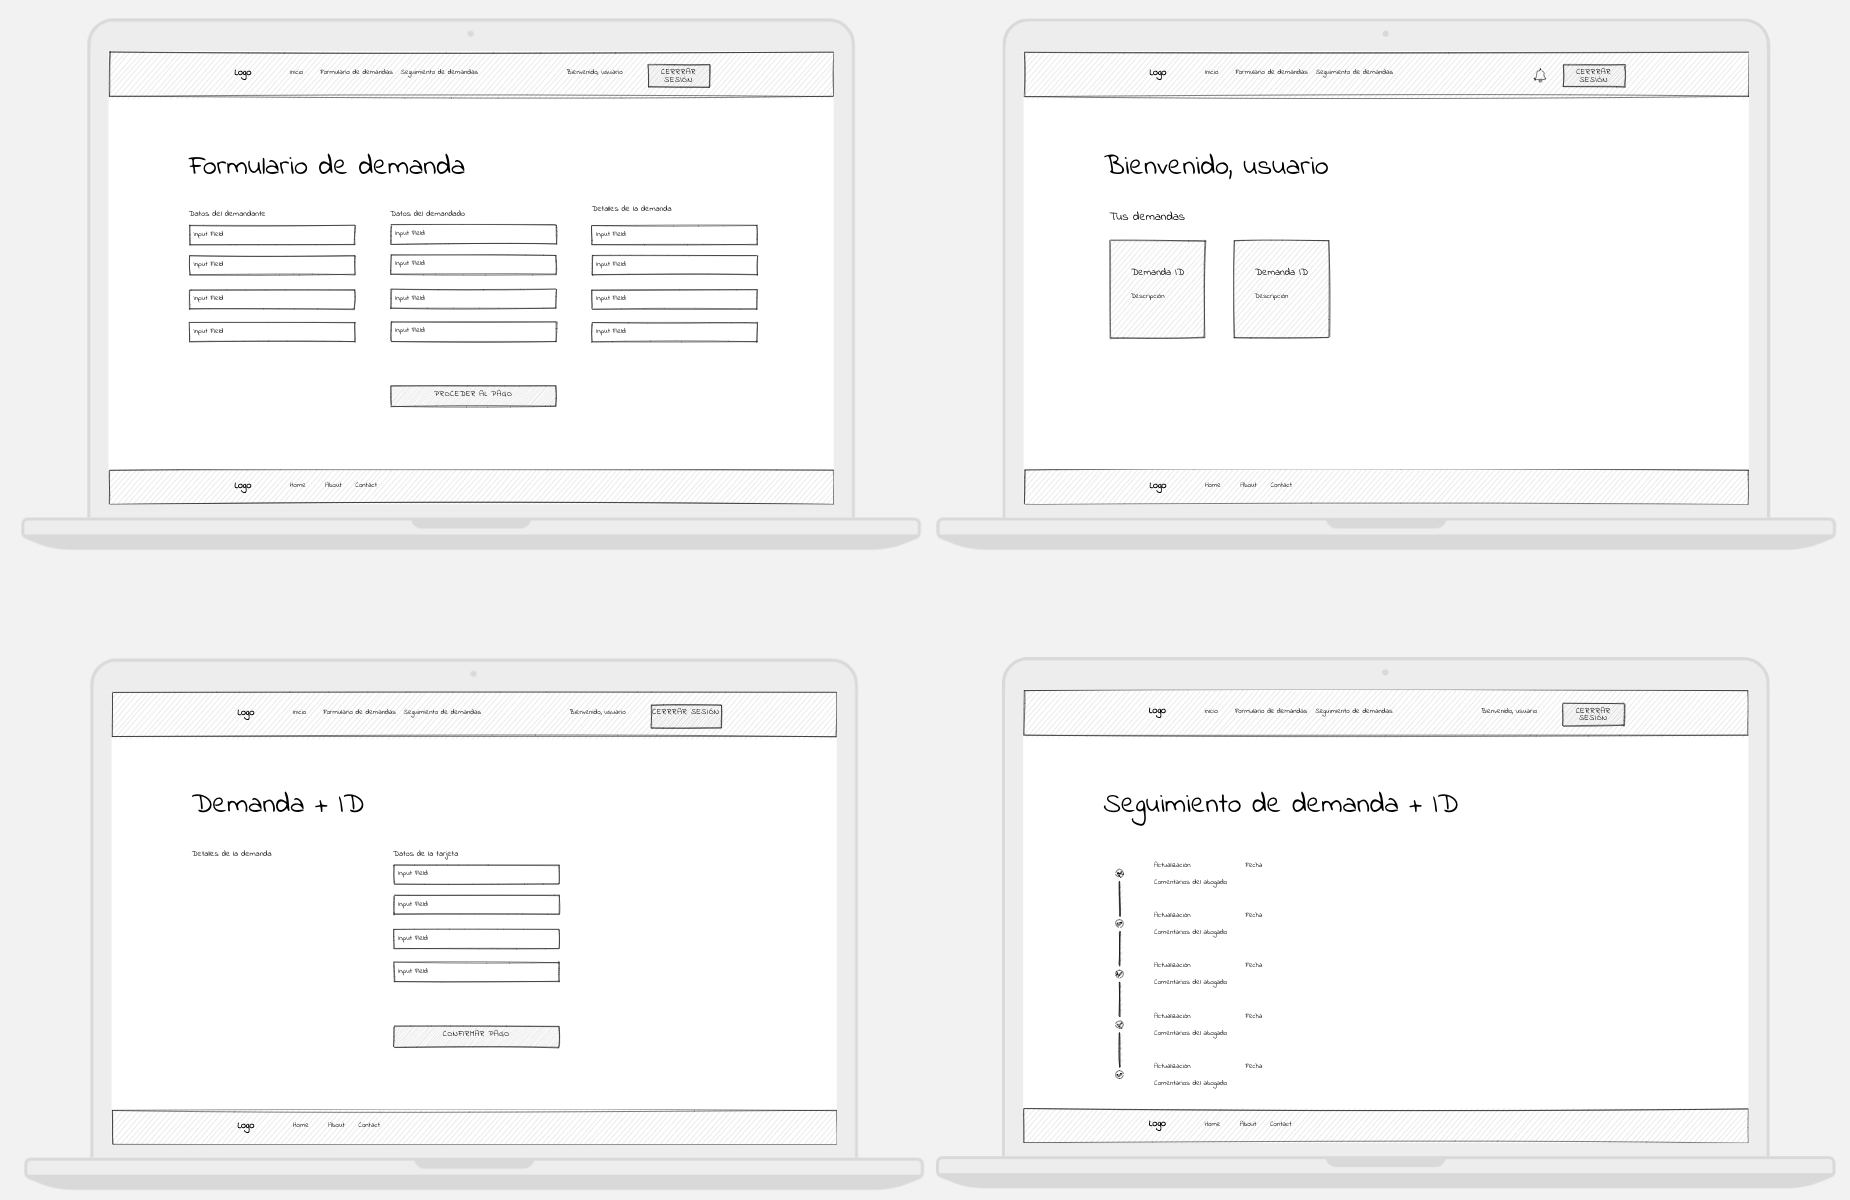 Logo Inicio Formulario de demandas Seguimiento de demandas Bienvenido, usuario CERRRAR SESIÓN
Formulario de demanda
Datos del demandante Datos del demandado Detalles de la demanda
Input Field Input Field Input Field
Input Field Input Field Input Field
Input Field Input Field Input Field
Input Field Input Field Input Field
PROCEDER AL PAGO
Logo Home About Contact
Logo Inicio Formulario de demandas Seguimiento de demandas CERRRAR SESIÓN
Bienvenido, usuario
Tus demandas
Demanda ID Demanda ID
Descripción Descripción
Logo Home About Contact
Logo Inicio Formulario de demandas Seguimiento de demandas Bienvenido, usuario CERRRAR SESIÓN
Demanda + ID
Detalles de la demanda Datos de la tarjeta
Input Field
Input Field
Input Field
Input Field
CONFIRMAR PAGO
Logo Home About Contact
Logo Inicio Formulario de demandas Seguimiento de demandas Bienvenido, usuario CERRRAR SESIÓN
Seguimiento de demanda + ID
Actualización Fecha
Comentarios del abogado
Actualización Fecha
Comentarios del abogado
Actualización Fecha
Comentarios del abogado
Actualización Fecha
Comentarios del abogado
Actualización Fecha
Comentarios del abogado
Logo Home About Contact